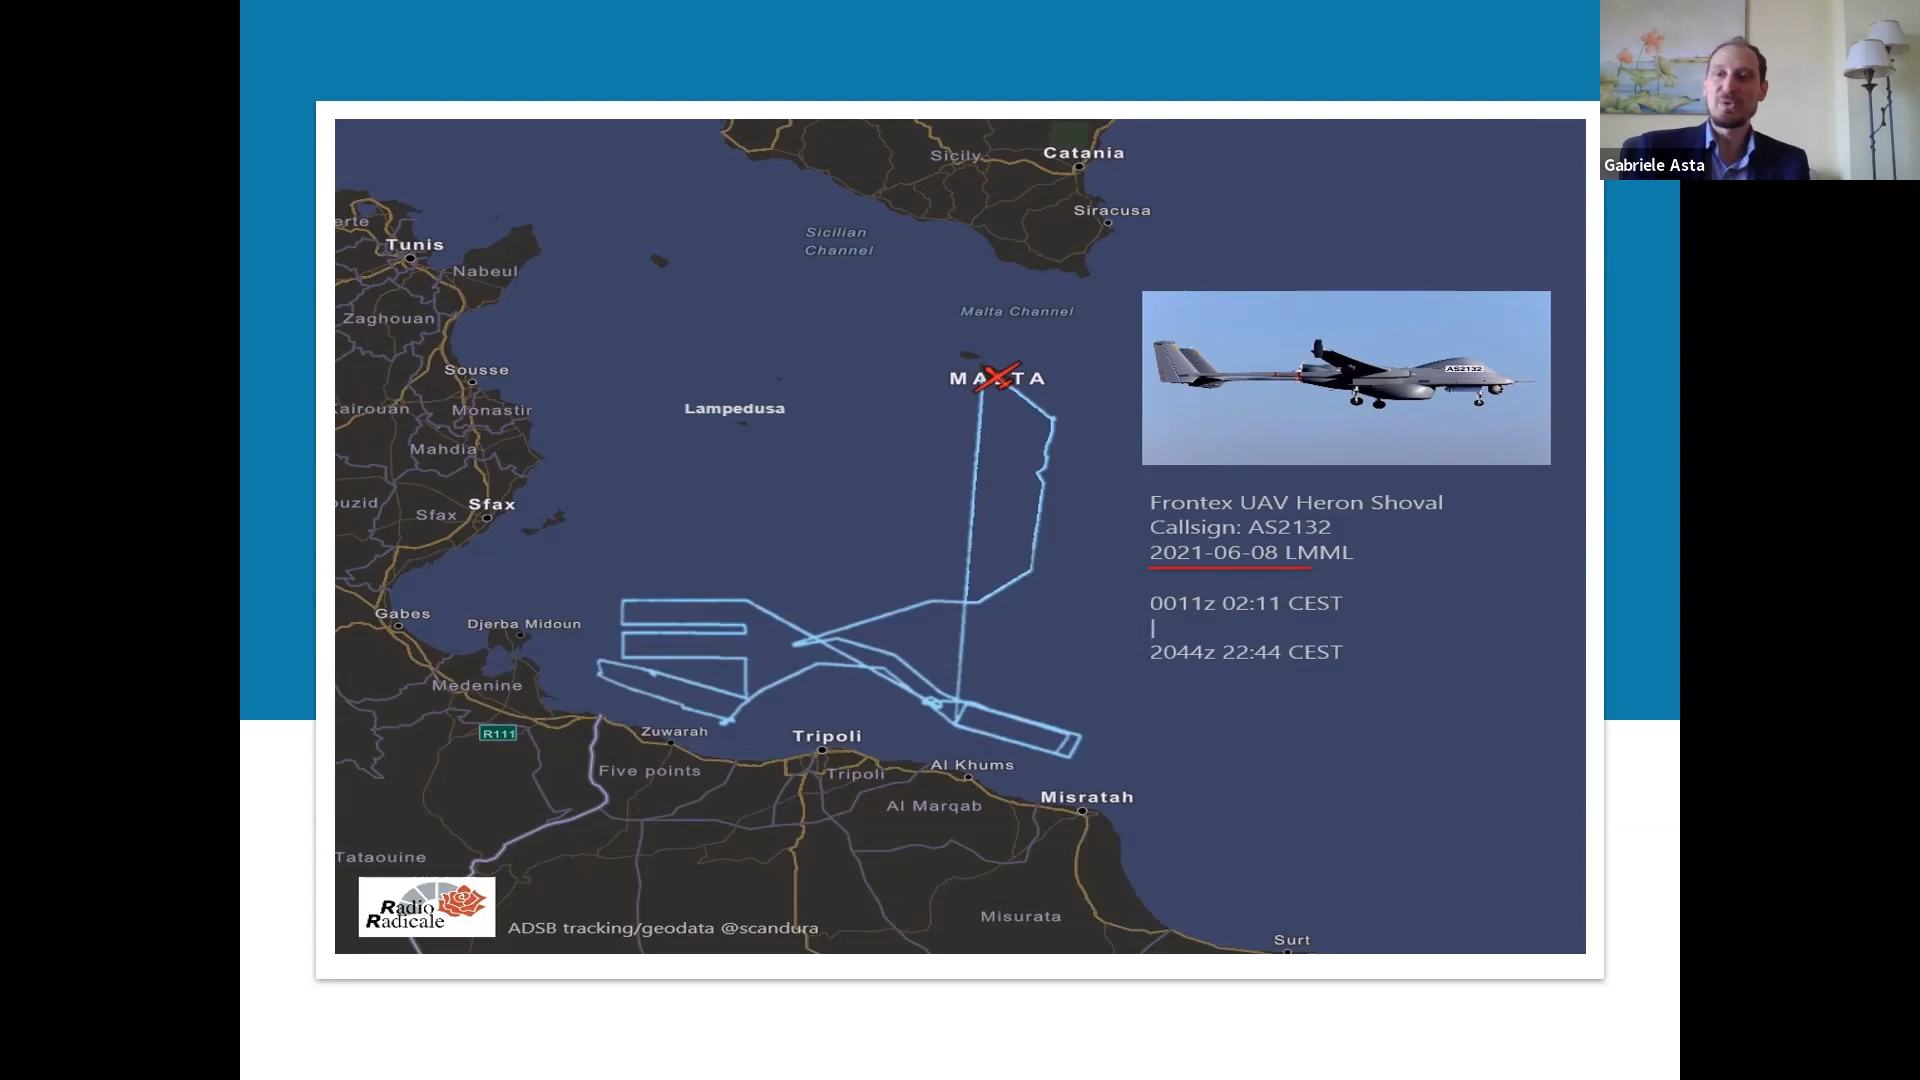 Gabriele Asta
Sicily
Catania
Siracusa
Sicilian
Channel
erte
Tunis
Nabeul
Malta Channel
Zaghouan
Sousse
MALTA
Kairouan
Monastir
Lampedusa
AS2132
Mahdia
ouzid
Sfax
Sfax
Frontex UAV Heron Shoval
Callsign: AS2132
2021-06-08 LMML
0011z 02:11 CEST
|
2044z 22:44 CEST
Gabes
Djerba Midoun
Medenine
R111
Zuwarah
Tripoli
Five points
Tripoli
Al Khums
Al Marqab
Misratah
Tataouine
Radio
Radicale
ADSB tracking/geodata @scandura
Misurata
Surt